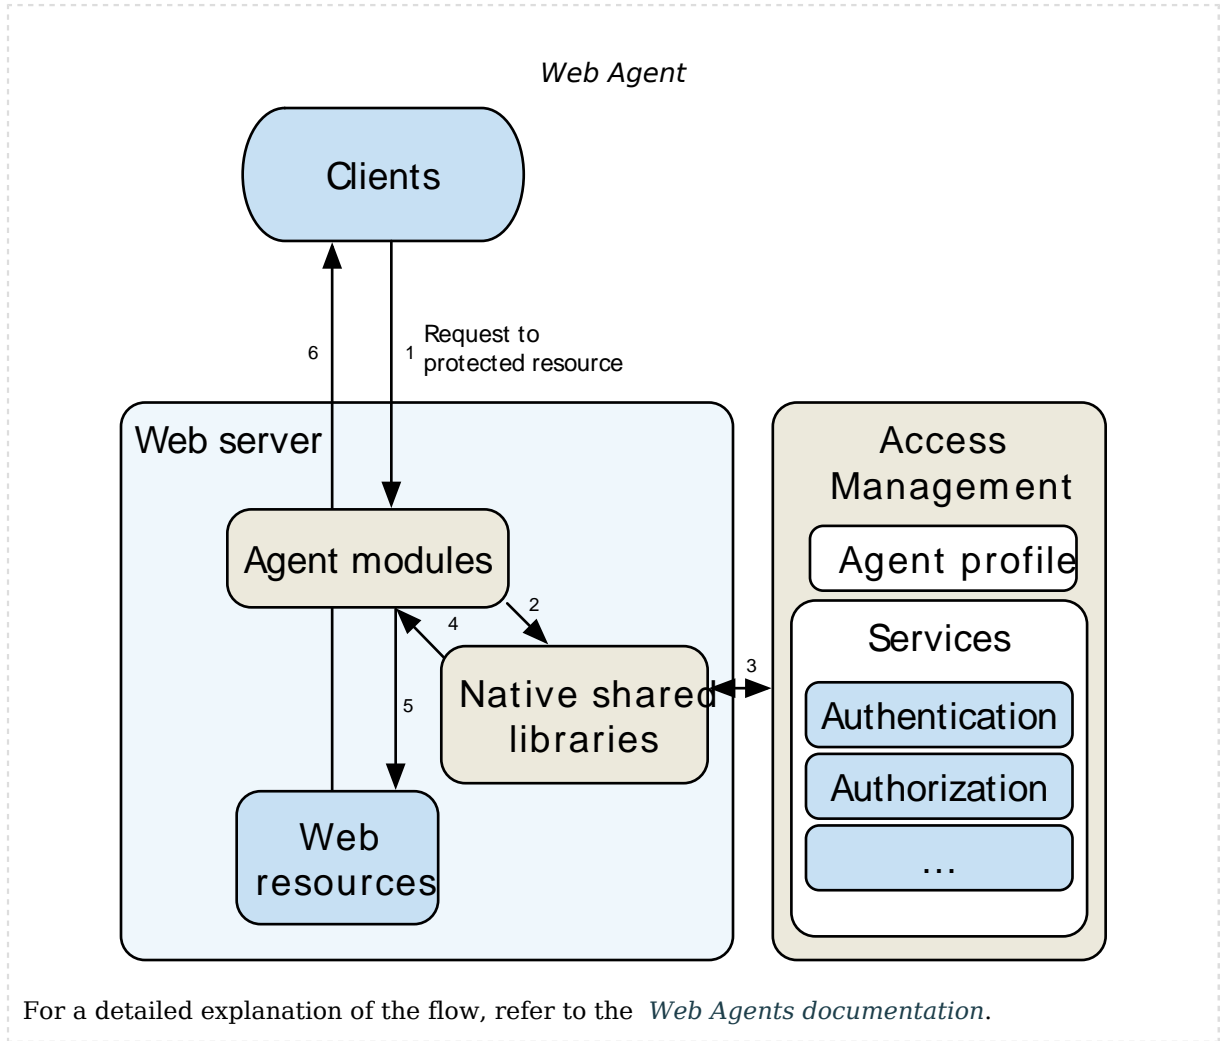 Web Agent
Clients
6
1
Request to
protected resource
Web server
Agent modules
2
4
5
Native shared
libraries
3
Web
resources
Access
Management
Agent profile
Services
Authentication
Authorization
...
For a detailed explanation of the flow, refer to the Web Agents documentation.